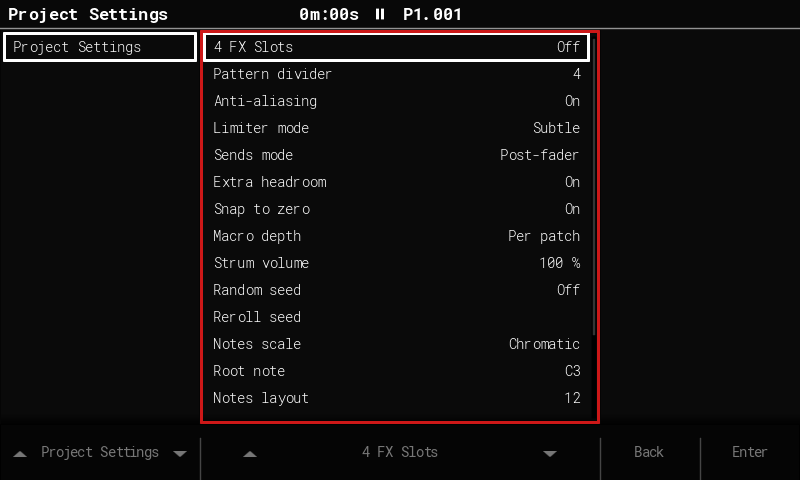 Project Settings 0m:00s P1.001
Project Settings
4 FX Slots Off
Pattern divider 4
Anti-aliasing On
Limiter mode Subtle
Sends mode Post-fader
Extra headroom On
Snap to zero On
Macro depth Per patch
Strum volume 100 %
Random seed Off
Reroll seed
Notes scale Chromatic
Root note C3
Notes layout 12
Project Settings 4 FX Slots Back Enter